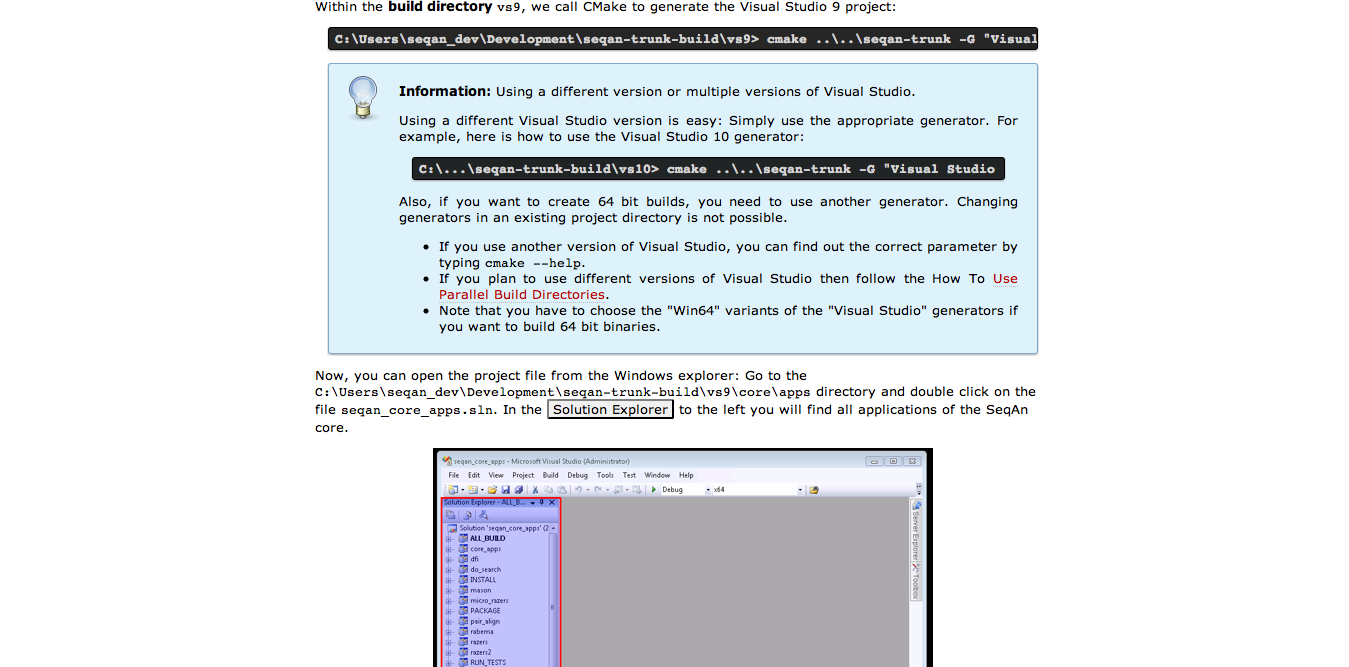 Within the build directory vs9, we call CMake to generate the Visual Studio 9 project:
C:\Users\seqan_dev\Development\seqan-trunk-build\vs9> cmake ..\..\seqan-trunk -G "Visual
Information: Using a different version or multiple versions of Visual Studio.
Using a different Visual Studio version is easy: Simply use the appropriate generator. For
example, here is how to use the Visual Studio 10 generator:
C:\...\seqan-trunk-build\vs10> cmake ..\..\seqan-trunk -G "Visual Studio
Also, if you want to create 64 bit builds, you need to use another generator. Changing
generators in an existing project directory is not possible.
• If you use another version of Visual Studio, you can find out the correct parameter by
typing cmake --help.
• If you plan to use different versions of Visual Studio then follow the How To Use
Parallel Build Directories.
• Note that you have to choose the "Win64" variants of the "Visual Studio" generators if
you want to build 64 bit binaries.
Now, you can open the project file from the Windows explorer: Go to the
C:\Users\seqan_dev\Development\seqan-trunk-build\vs9\core\apps directory and double click on the
file seqan_core_apps.sln. In the Solution Explorer to the left you will find all applications of the SeqAn
core.
seqan_core_apps - Microsoft Visual Studio (Administrator)
File Edit View Project Build Debug Tools Test Window Help
Debug x64
Solution Explorer - ALL_B...
Solution 'seqan_core_apps' (2
ALL_BUILD
core_apps
dfi
do_search
INSTALL
mason
micro_razers
PACKAGE
pair_align
rabema
razers
razers2
RUN_TESTS
Server Explorer
Toolbox